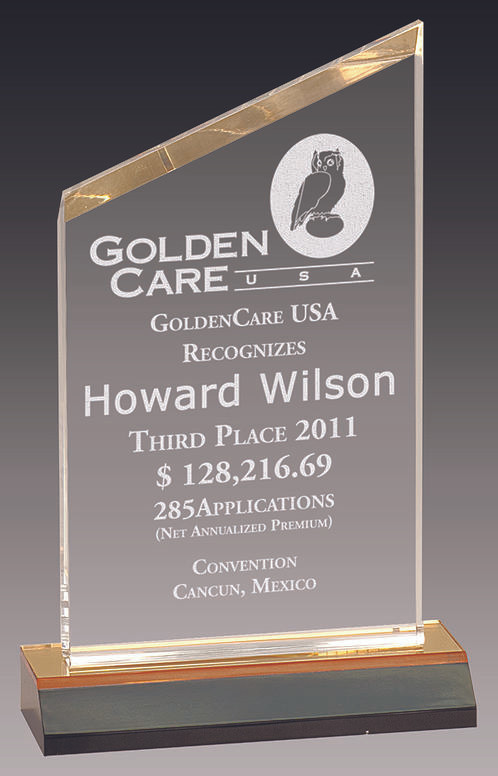 GOLDEN
CARE USA
GOLDENCARE USA
RECOGNIZES
Howard Wilson
THIRD PLACE 2011
$ 128,216.69
285APPLICATIONS
(NET ANNUALIZED PREMIUM)
CONVENTION
CANCUN, MEXICO